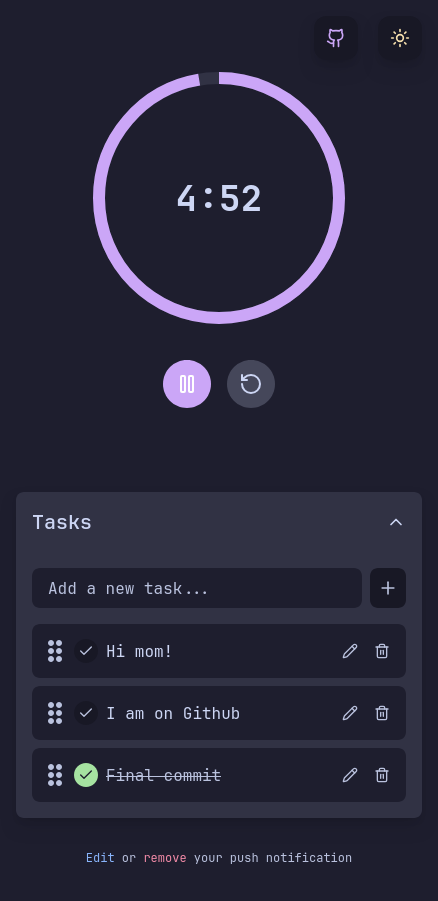 4:52
Tasks
Add a new task...
Hi mom!
I am on Github
Final commit
Edit or remove your push notification